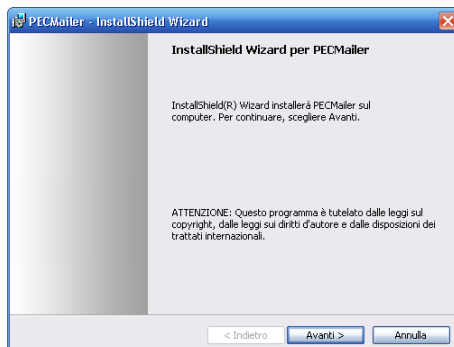 PECMailer - InstallShield Wizard
InstallShield Wizard per PECMailer
InstallShield(R) Wizard installerà PECMailer sul
computer. Per continuare, scegliere Avanti.
ATTENZIONE: Questo programma è tutelato dalle leggi sul
copyright, dalle leggi sui diritti d'autore e dalle disposizioni dei
trattati internazionali.
< Indietro Avanti > Annulla